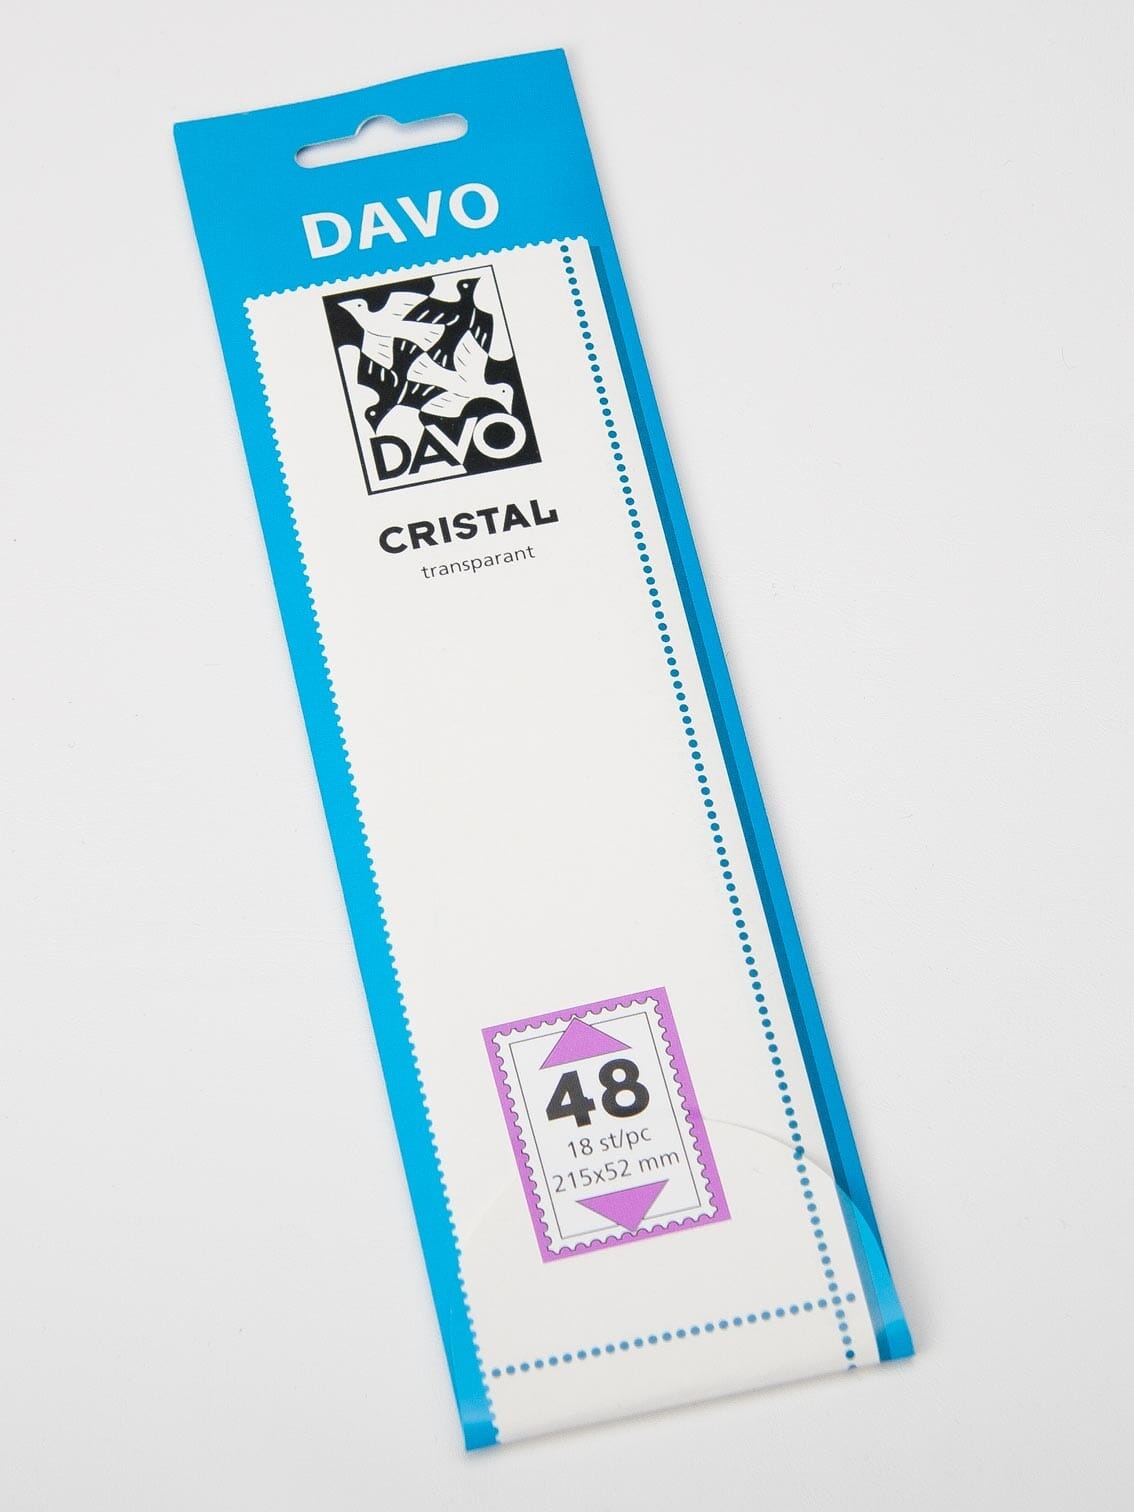 DAVO
DAVO
CRISTAL
transparant
48
18 st/pc
215x52 mm